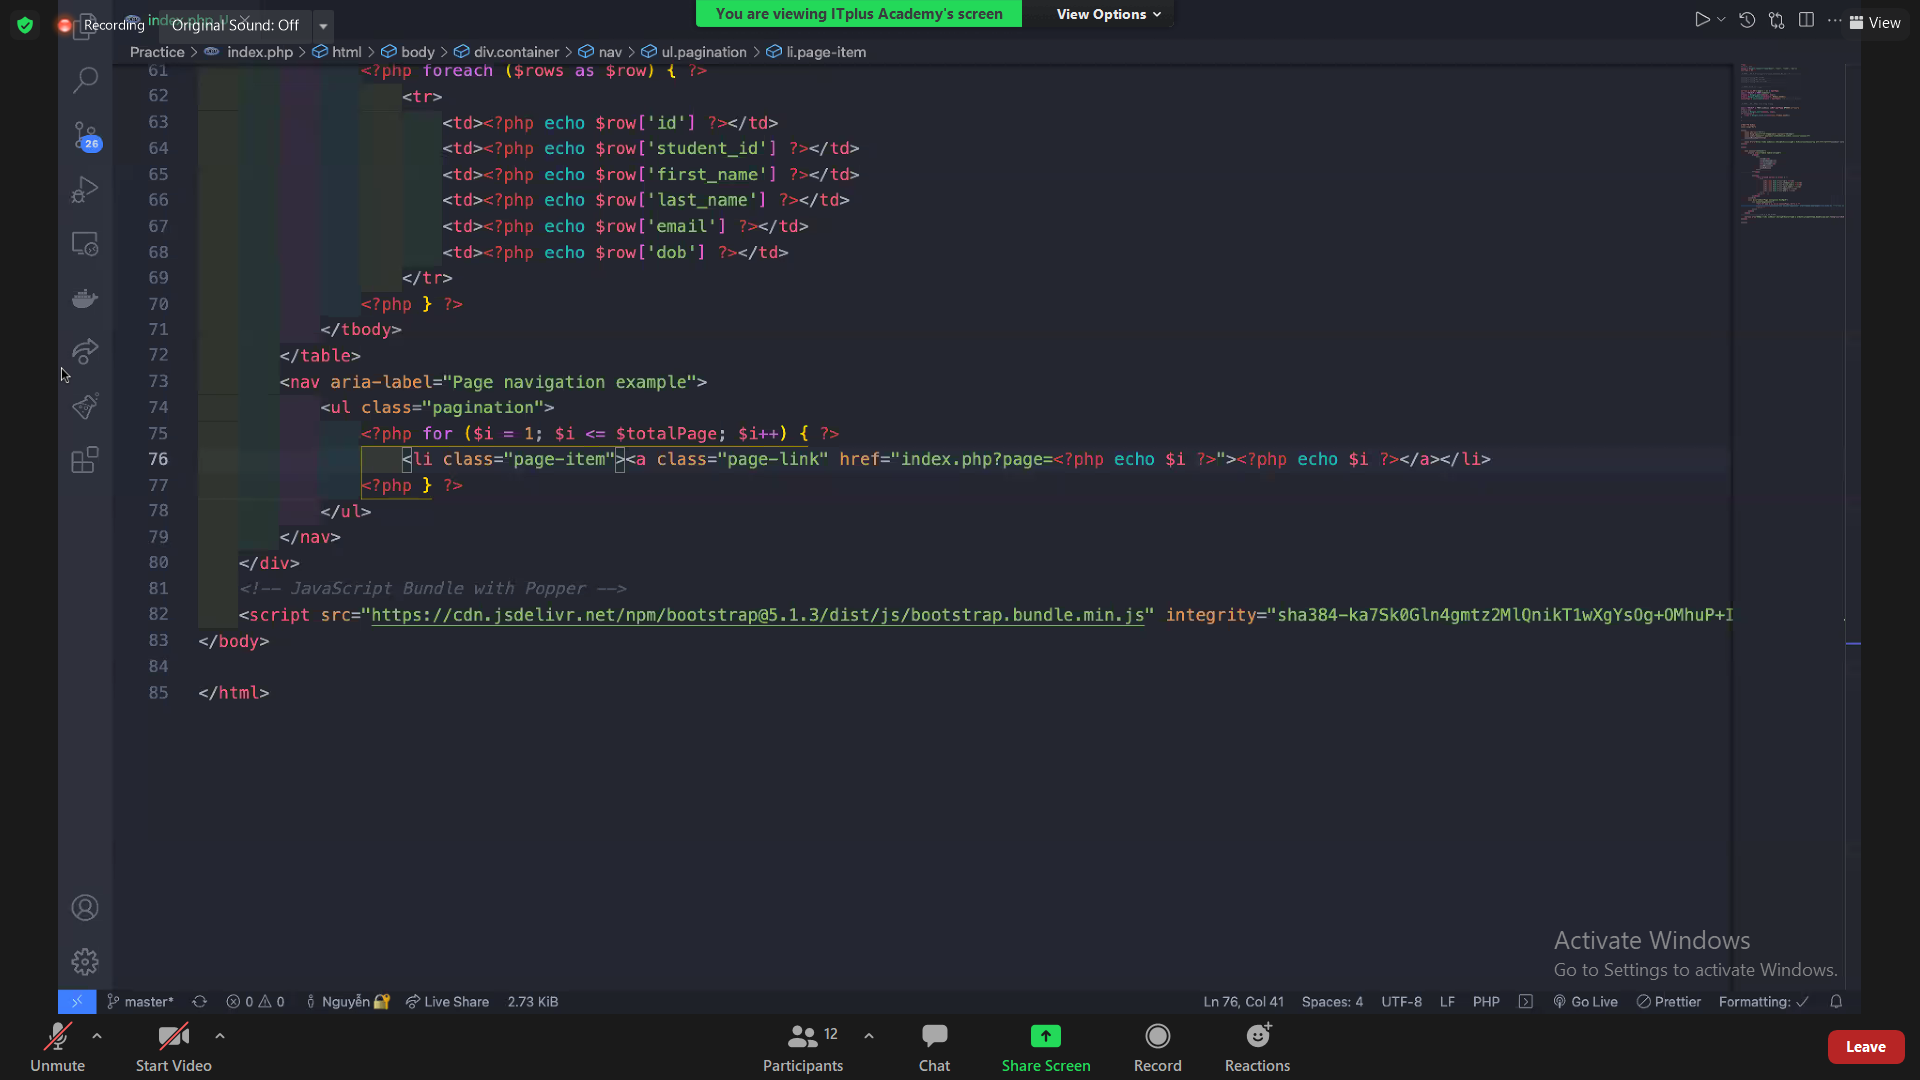 index.php U
Recording
Original Sound: Off
You are viewing ITplus Academy's screen
View Options
View
Practice > index.php > html > body > div.container > nav > ul.pagination > li.page-item
61 <?php foreach ($rows as $row) { ?>
62 <tr>
63 <td><?php echo $row['id'] ?></td>
64 <td><?php echo $row['student_id'] ?></td>
65 <td><?php echo $row['first_name'] ?></td>
66 <td><?php echo $row['last_name'] ?></td>
67 <td><?php echo $row['email'] ?></td>
68 <td><?php echo $row['dob'] ?></td>
69 </tr>
70 <?php } ?>
71 </tbody>
72 </table>
73 <nav aria-label="Page navigation example">
74 <ul class="pagination">
75 <?php for ($i = 1; $i <= $totalPage; $i++) { ?>
76 <li class="page-item"><a class="page-link" href="index.php?page=<?php echo $i ?>"><?php echo $i ?></a></li>
77 <?php } ?>
78 </ul>
79 </nav>
80 </div>
81 <!-- JavaScript Bundle with Popper -->
82 <script src="https://cdn.jsdelivr.net/npm/bootstrap@5.1.3/dist/js/bootstrap.bundle.min.js" integrity="sha384-ka7Sk0Gln4gmtz2MlQnikT1wXgYsOg+OMhuP+I
83 </body>
84
85 </html>
26
Activate Windows
Go to Settings to activate Windows.
master* 0 0 Nguyễn Live Share 2.73 KiB Ln 76, Col 41 Spaces: 4 UTF-8 LF PHP Go Live Prettier Formatting: ✓
Unmute
Start Video
12
Participants
Chat
Share Screen
Record
Reactions
Leave